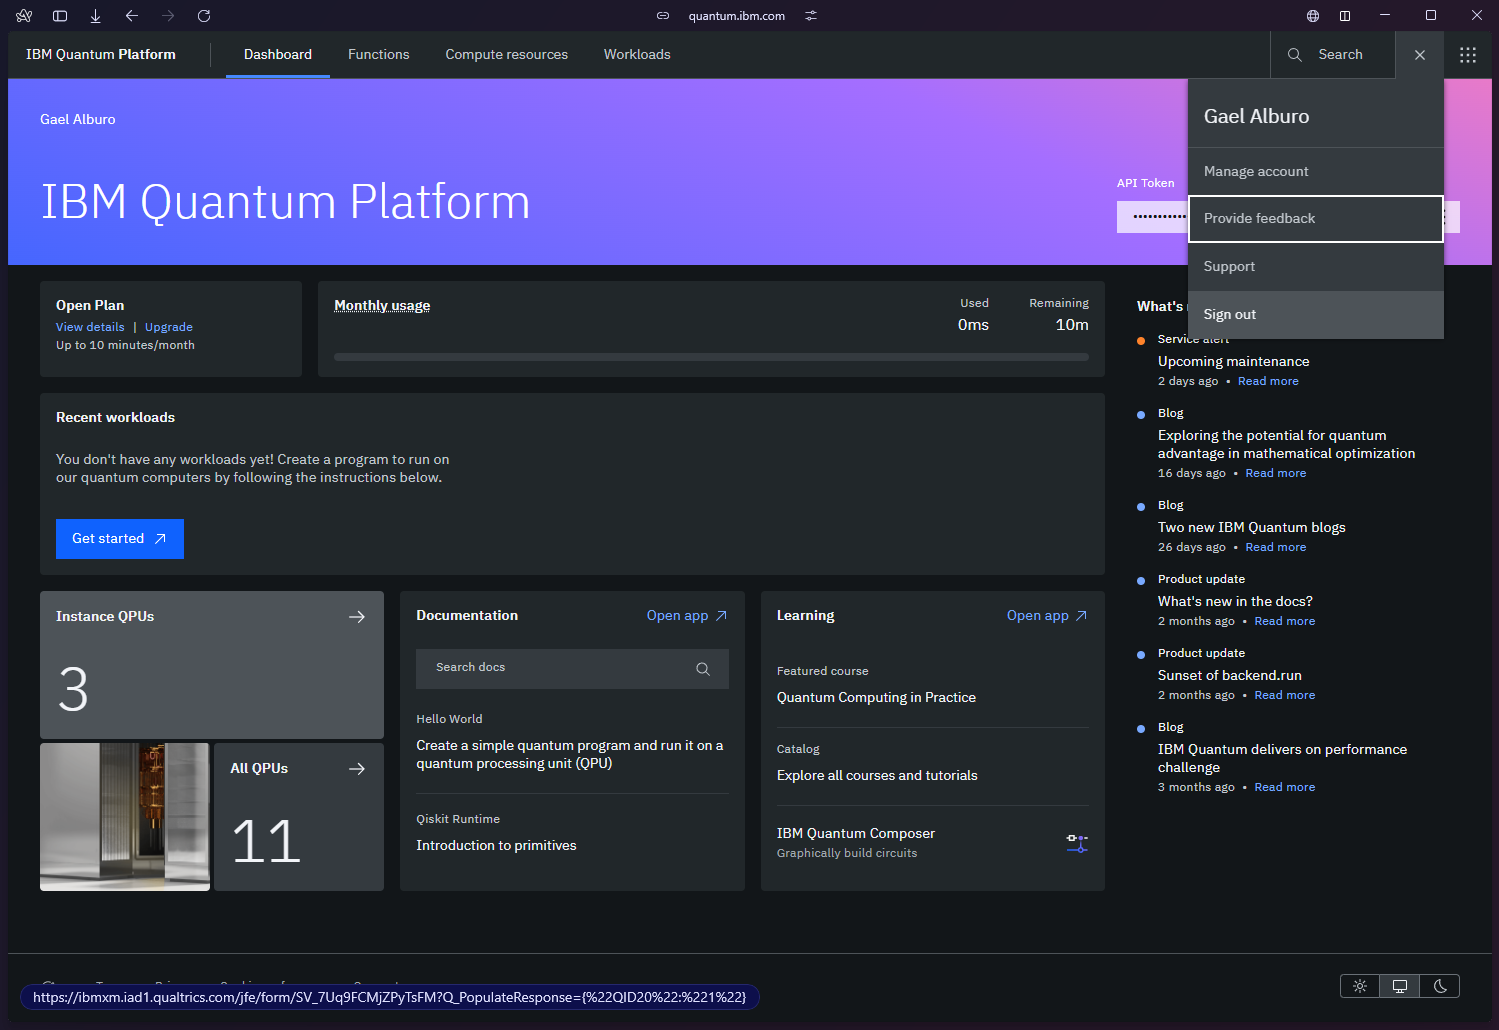 quantum.ibm.com
IBM Quantum Platform
Dashboard
Functions
Compute resources
Workloads
Search
Gael Alburo
IBM Quantum Platform
API Token
Gael Alburo
Manage account
Provide feedback
Support
Sign out
Open Plan
View details | Upgrade
Up to 10 minutes/month
Monthly usage
Used
0ms
Remaining
10m
Recent workloads
You don't have any workloads yet! Create a program to run on
our quantum computers by following the instructions below.
Get started
Instance QPUs
3
All QPUs
11
Documentation
Open app
Search docs
Hello World
Create a simple quantum program and run it on a
quantum processing unit (QPU)
Qiskit Runtime
Introduction to primitives
Learning
Open app
Featured course
Quantum Computing in Practice
Catalog
Explore all courses and tutorials
IBM Quantum Composer
Graphically build circuits
What's
Service alert
Upcoming maintenance
2 days ago • Read more
Blog
Exploring the potential for quantum
advantage in mathematical optimization
16 days ago • Read more
Blog
Two new IBM Quantum blogs
26 days ago • Read more
Product update
What's new in the docs?
2 months ago • Read more
Product update
Sunset of backend.run
2 months ago • Read more
Blog
IBM Quantum delivers on performance
challenge
3 months ago • Read more
https://ibmxm.iad1.qualtrics.com/jfe/form/SV_7Uq9FCMjZPyTsFM?Q_PopulateResponse={%22QID20%22:%221%22}